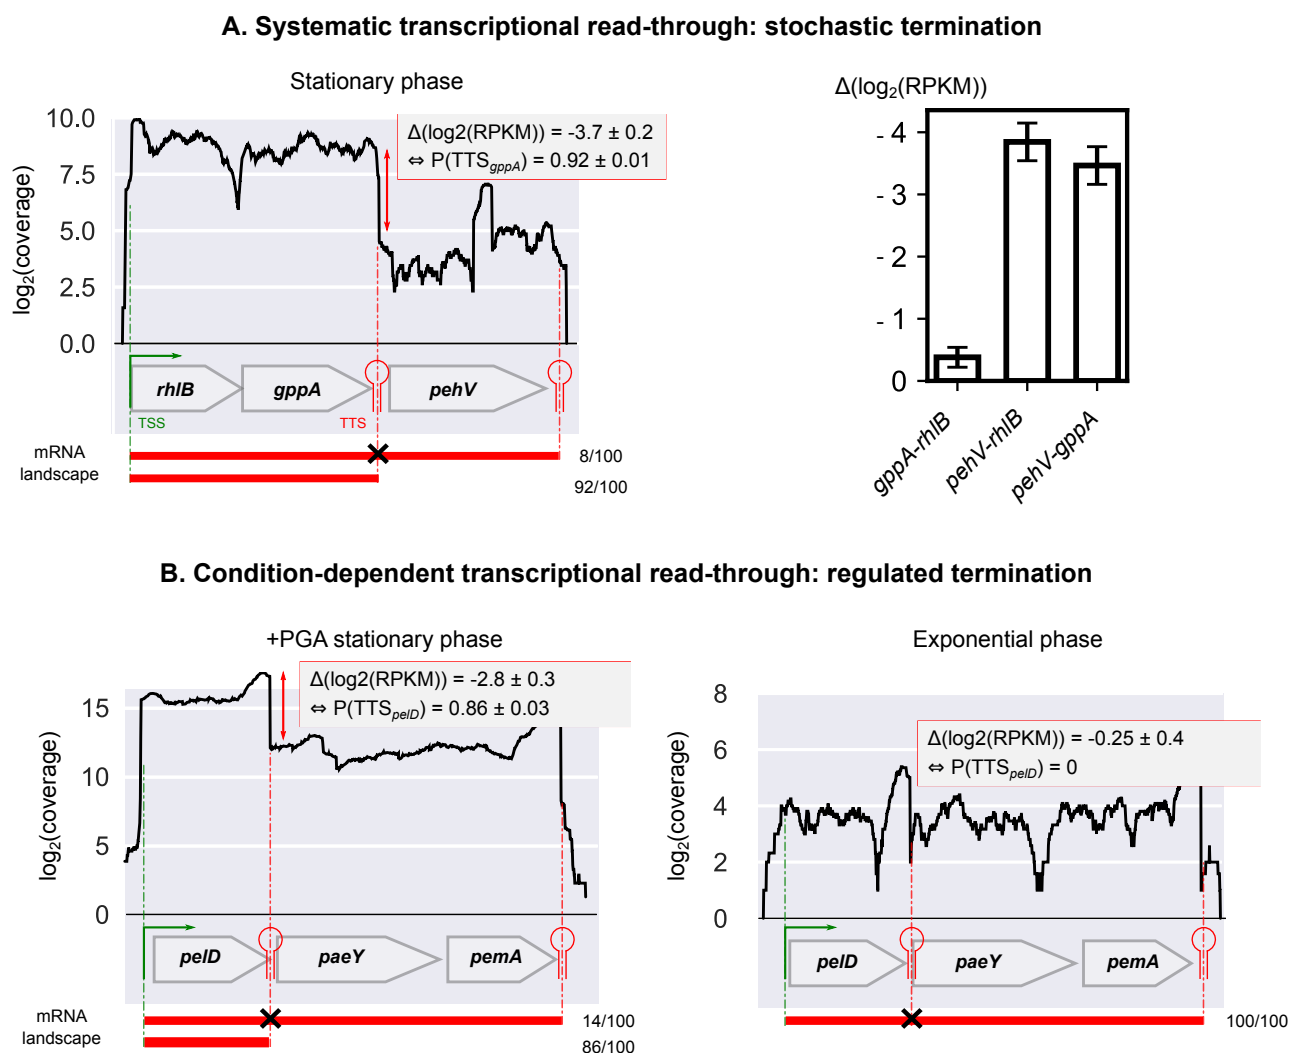 A. Systematic transcriptional read-through: stochastic termination
Stationary phase
log₂(coverage)
10.0
7.5
5.0
2.5
0.0
Δ(log2(RPKM)) = -3.7 ± 0.2
⇔ P(TTS_gppA) = 0.92 ± 0.01
rhlB
gppA
pehV
TSS
TTS
mRNA
landscape
8/100
92/100
Δ(log₂(RPKM))
- 4
- 3
- 2
- 1
0
gppA-rhlB
pehV-rhlB
pehV-gppA
B. Condition-dependent transcriptional read-through: regulated termination
+PGA stationary phase
log₂(coverage)
15
10
5
0
Δ(log2(RPKM)) = -2.8 ± 0.3
⇔ P(TTS_pelD) = 0.86 ± 0.03
pelD
paeY
pemA
mRNA
landscape
14/100
86/100
Exponential phase
log₂(coverage)
8
6
4
2
0
Δ(log2(RPKM)) = -0.25 ± 0.4
⇔ P(TTS_pelD) = 0
pelD
paeY
pemA
100/100